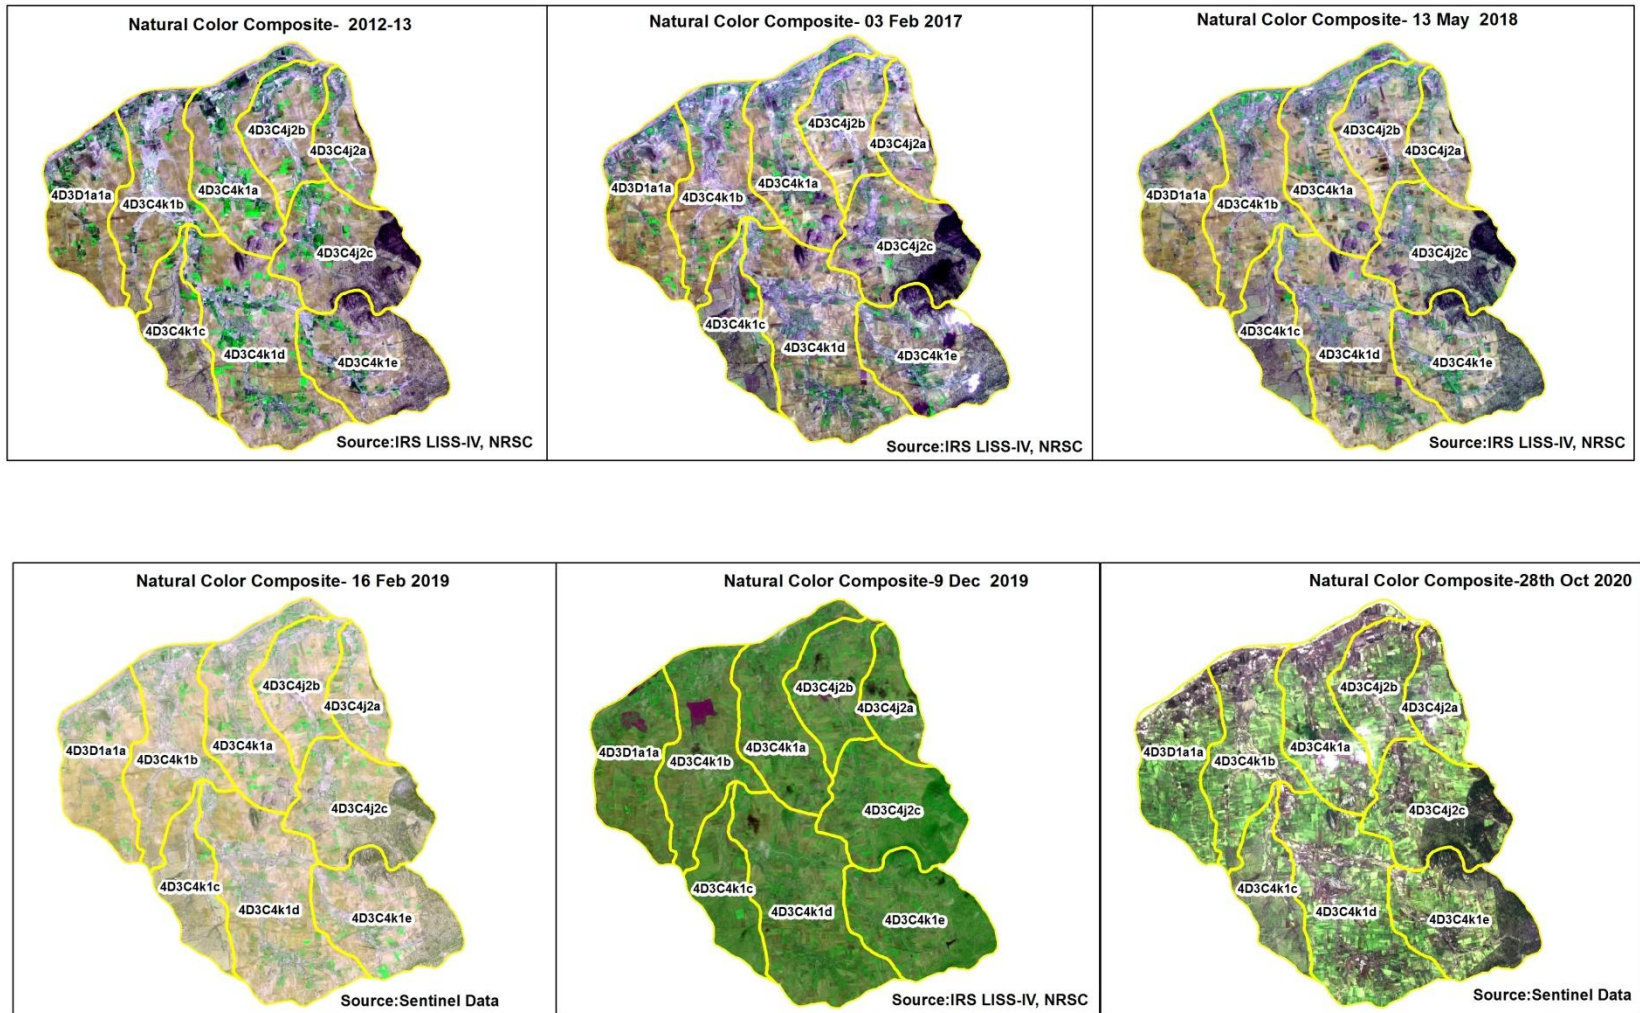 Natural Color Composite- 2012-13
4D3C4j2b
4D3C4j2a
4D3D1a1a
4D3C4k1a
4D3C4k1b
4D3C4j2c
4D3C4k1c
4D3C4k1d
4D3C4k1e
Source:IRS LISS-IV, NRSC
Natural Color Composite- 03 Feb 2017
4D3C4j2b
4D3C4j2a
4D3D1a1a
4D3C4k1a
4D3C4k1b
4D3C4j2c
4D3C4k1c
4D3C4k1d
4D3C4k1e
Source:IRS LISS-IV, NRSC
Natural Color Composite- 13 May 2018
4D3C4j2b
4D3C4j2a
4D3D1a1a
4D3C4k1a
4D3C4k1b
4D3C4j2c
4D3C4k1c
4D3C4k1d
4D3C4k1e
Source:IRS LISS-IV, NRSC
Natural Color Composite- 16 Feb 2019
4D3C4j2b
4D3C4j2a
4D3D1a1a
4D3C4k1a
4D3C4k1b
4D3C4j2c
4D3C4k1c
4D3C4k1d
4D3C4k1e
Source:Sentinel Data
Natural Color Composite-9 Dec 2019
4D3C4j2b
4D3C4j2a
4D3D1a1a
4D3C4k1a
4D3C4k1b
4D3C4j2c
4D3C4k1c
4D3C4k1d
4D3C4k1e
Source:IRS LISS-IV, NRSC
Natural Color Composite-28th Oct 2020
4D3C4j2b
4D3C4j2a
4D3D1a1a
4D3C4k1a
4D3C4k1b
4D3C4j2c
4D3C4k1c
4D3C4k1d
4D3C4k1e
Source:Sentinel Data